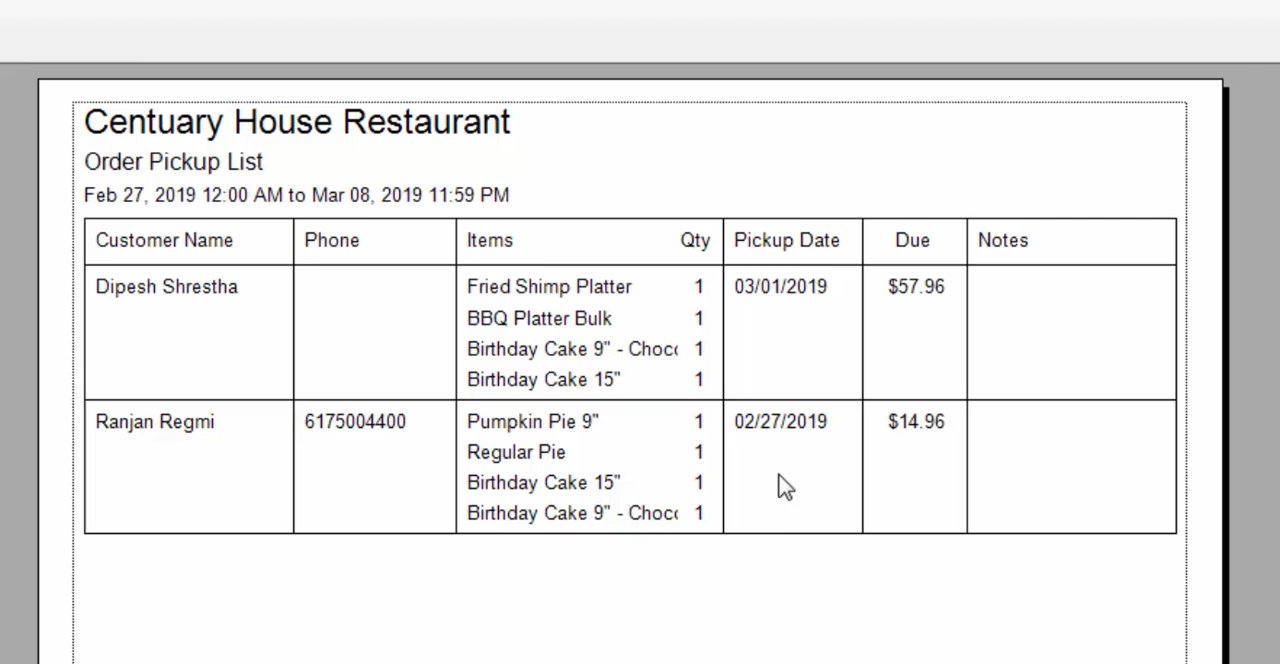 Centuary House Restaurant
Order Pickup List
Feb 27, 2019 12:00 AM to Mar 08, 2019 11:59 PM
Customer Name Phone Items Qty Pickup Date Due Notes
Dipesh Shrestha Fried Shimp Platter 1 03/01/2019 $57.96
BBQ Platter Bulk 1
Birthday Cake 9" - Choc 1
Birthday Cake 15" 1
Ranjan Regmi 6175004400 Pumpkin Pie 9" 1 02/27/2019 $14.96
Regular Pie 1
Birthday Cake 15" 1
Birthday Cake 9" - Choc 1